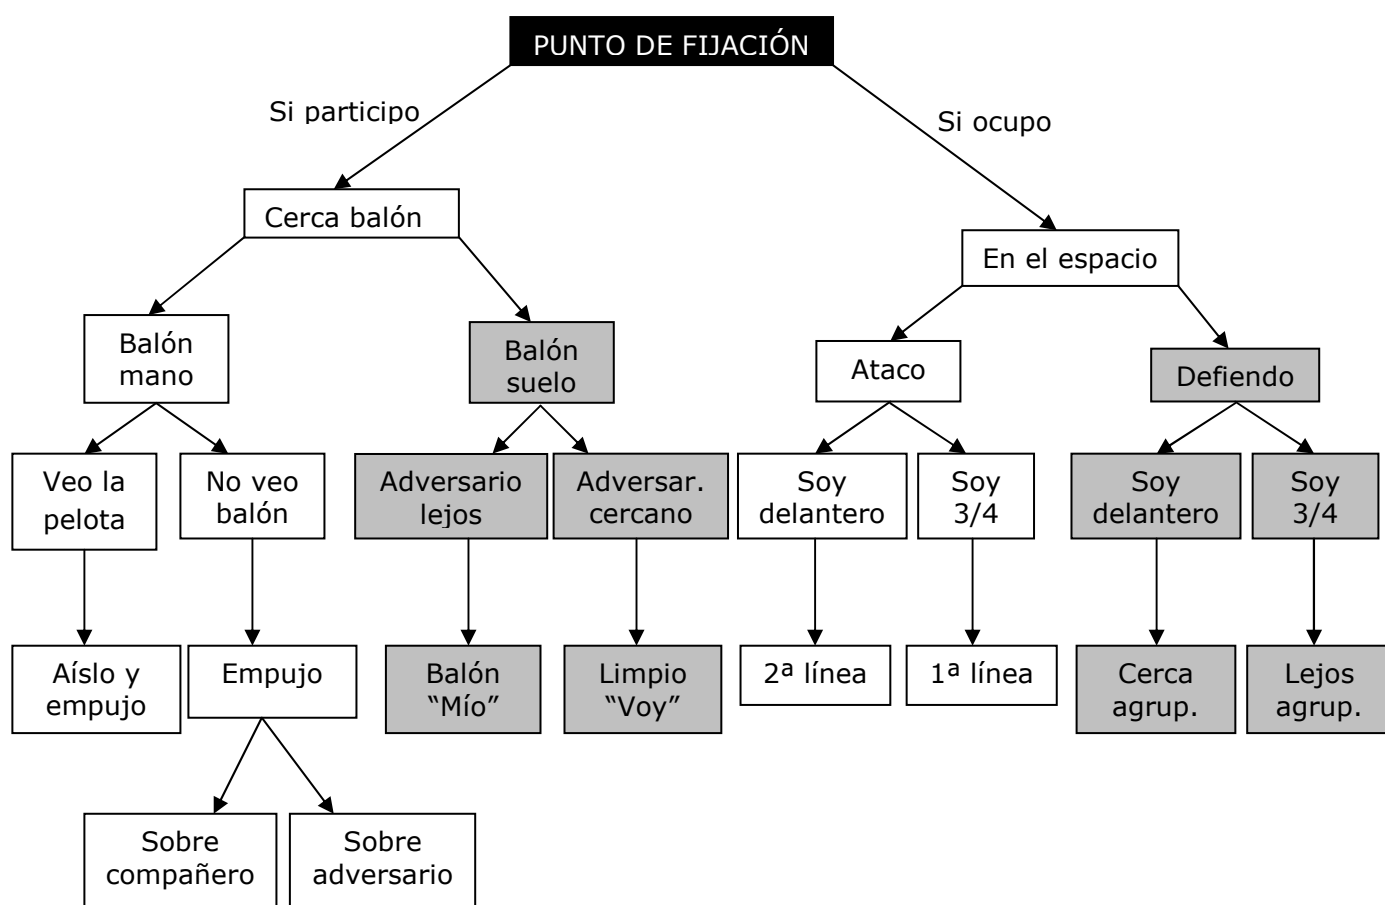 PUNTO DE FIJACIÓN
Si participo
Si ocupo
Cerca balón
En el espacio
Balón
mano
Balón
suelo
Ataco
Defiendo
Veo la
pelota
No veo
balón
Adversario
lejos
Adversar.
cercano
Soy
delantero
Soy
3/4
Soy
delantero
Soy
3/4
Aíslo y
empujo
Empujo
Balón
“Mío”
Limpio
“Voy”
2ª línea
1ª línea
Cerca
agrup.
Lejos
agrup.
Sobre
compañero
Sobre
adversario